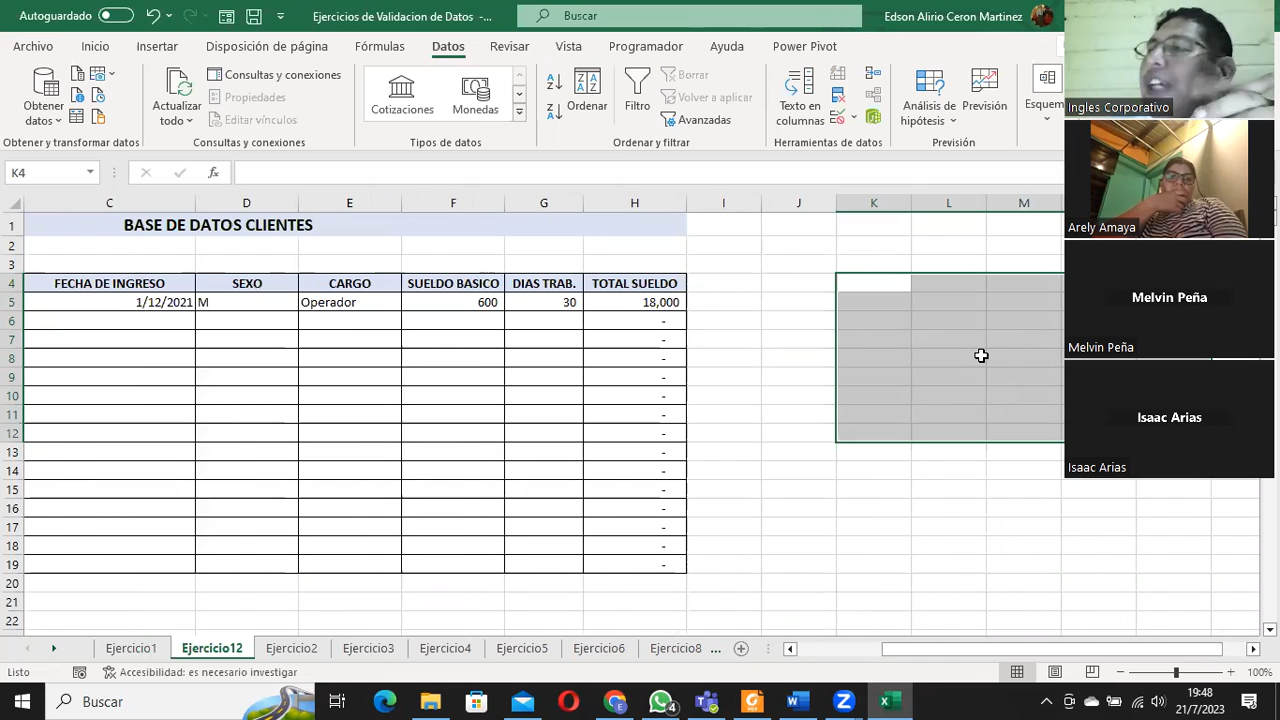 Autoguardado
Ejercicios de Validacion de Datos -...
Buscar
Edson Alirio Ceron Martinez
Archivo Inicio Insertar Disposición de página Fórmulas Datos Revisar Vista Programador Ayuda Power Pivot
Obtener datos
Actualizar todo
Consultas y conexiones
Propiedades
Editar vínculos
Cotizaciones
Monedas
Ordenar
Filtro
Borrar
Volver a aplicar
Avanzadas
Texto en columnas
Análisis de hipótesis
Previsión
Esquem
Obtener y transformar datos Consultas y conexiones Tipos de datos Ordenar y filtrar Herramientas de datos Previsión
K4
fx
C D E F G H I J K L M
1 BASE DE DATOS CLIENTES
2
3
4 FECHA DE INGRESO SEXO CARGO SUELDO BASICO DIAS TRAB. TOTAL SUELDO
5 1/12/2021 M Operador 600 30 18,000
6 -
7 -
8 -
9 -
10 -
11 -
12 -
13 -
14 -
15 -
16 -
17 -
18 -
19 -
20
21
22
Ingles Corporativo
Arely Amaya
Melvin Peña
Melvin Peña
Isaac Arias
Isaac Arias
Ejercicio1 Ejercicio12 Ejercicio2 Ejercicio3 Ejercicio4 Ejercicio5 Ejercicio6 Ejercicio8 ...
Listo
Accesibilidad: es necesario investigar
100%
Buscar
4
19:48
21/7/2023